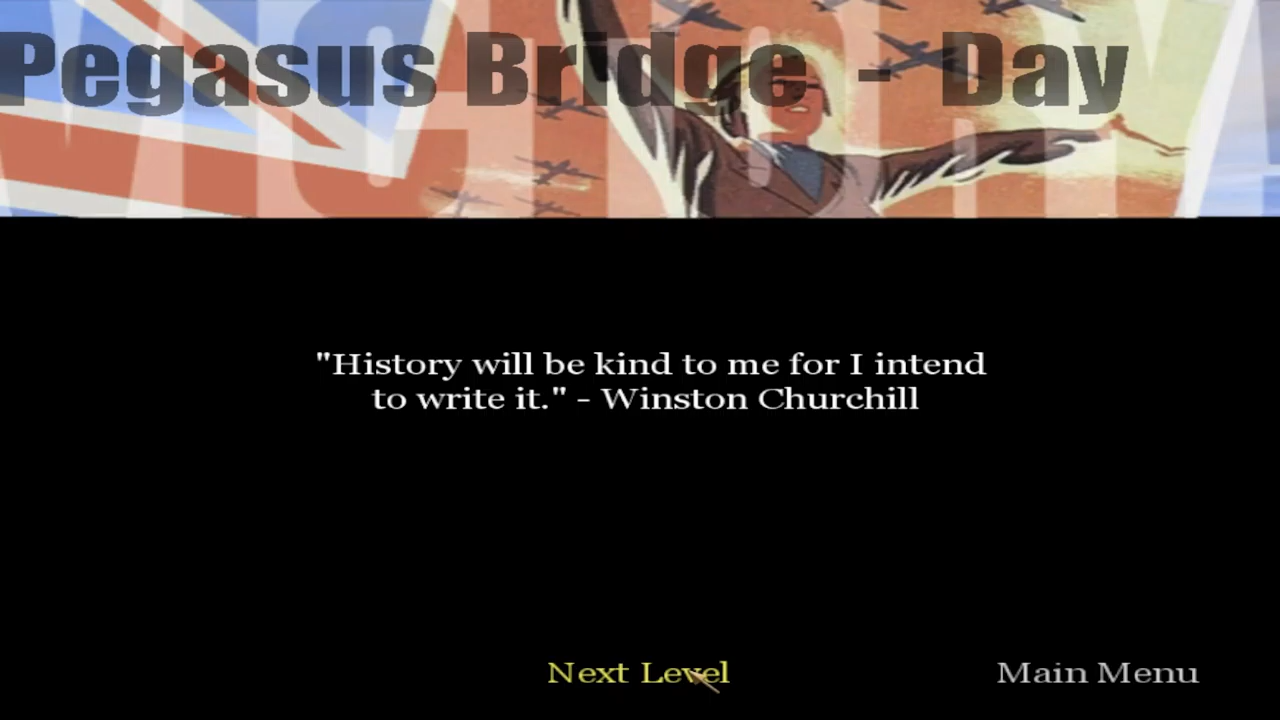 Pegasus Bridge - Day
"History will be kind to me for I intend
to write it." - Winston Churchill
Next Level
Main Menu